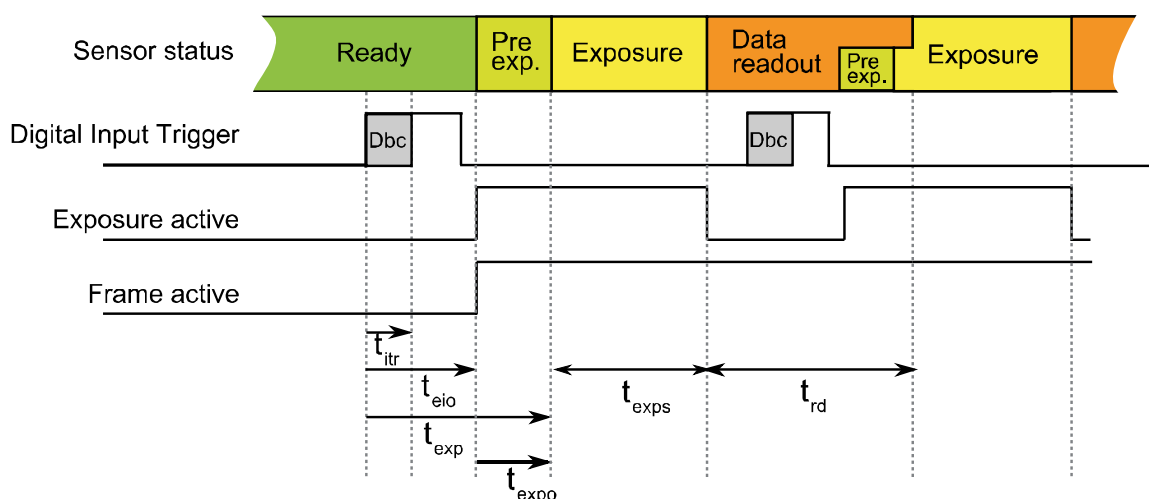 Sensor status
Ready
Pre
exp.
Exposure
Data
readout
Pre
exp.
Exposure
Digital Input Trigger
Dbc
Dbc
Exposure active
Frame active
titr
teio
texps
trd
texp
texpo